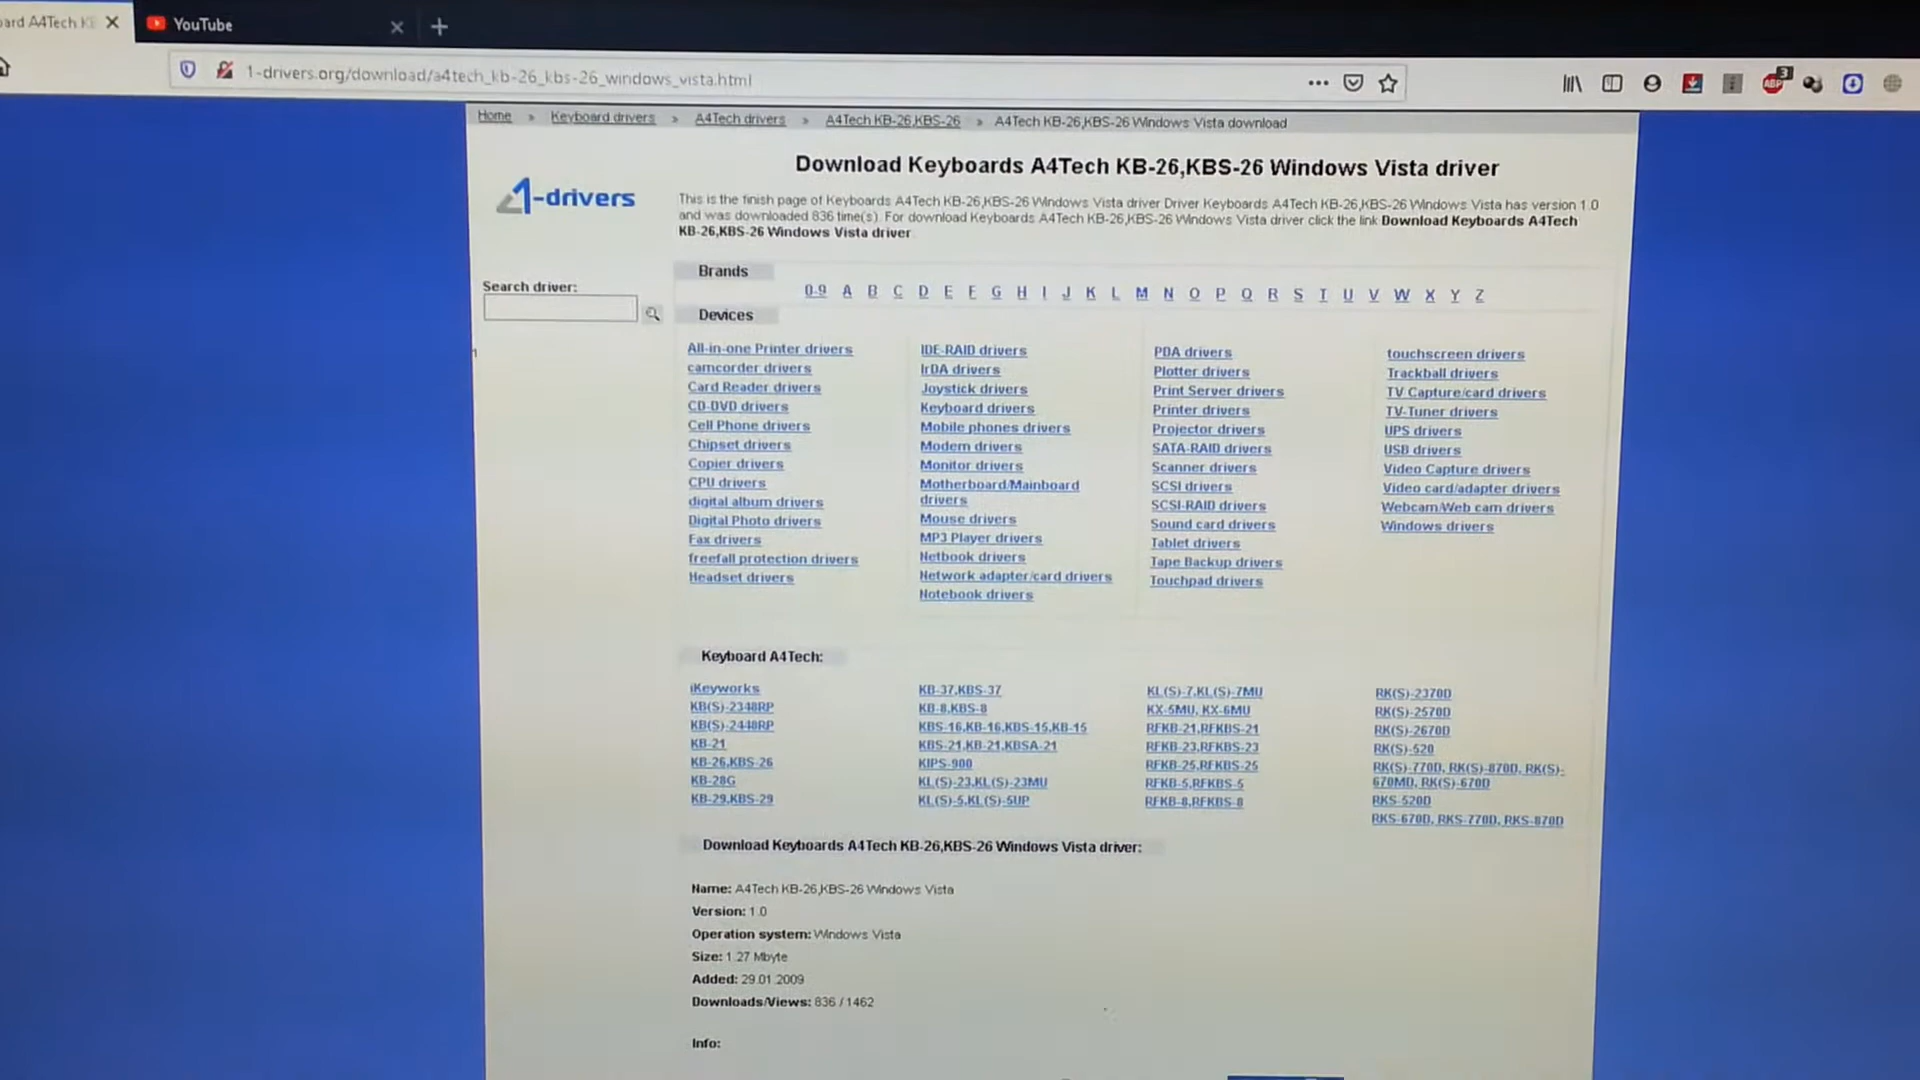 ard A4Tech K
YouTube
1-drivers.org/download/a4tech_kb-26_kbs-26_windows_vista.html
3
ABP
Home » Keyboard drivers » A4Tech drivers » A4Tech KB-26,KBS-26 » A4Tech KB-26,KBS-26 Windows Vista download
Download Keyboards A4Tech KB-26,KBS-26 Windows Vista driver
1-drivers
This is the finish page of Keyboards A4Tech KB-26,KBS-26 Windows Vista driver Driver Keyboards A4Tech KB-26,KBS-26 Windows Vista has version 1.0
and was downloaded 836 time(s). For download Keyboards A4Tech KB-26,KBS-26 Windows Vista driver click the link Download Keyboards A4Tech
KB-26,KBS-26 Windows Vista driver
Brands
Search driver:
0-9 A B C D E F G H I J K L M N O P Q R S T U V W X Y Z
Devices
1
All-in-one Printer drivers
camcorder drivers
Card Reader drivers
CD-DVD drivers
Cell Phone drivers
Chipset drivers
Copier drivers
CPU drivers
digital album drivers
Digital Photo drivers
Fax drivers
freefall protection drivers
Headset drivers
IDE-RAID drivers
IrDA drivers
Joystick drivers
Keyboard drivers
Mobile phones drivers
Modem drivers
Monitor drivers
Motherboard/Mainboard
drivers
Mouse drivers
MP3 Player drivers
Netbook drivers
Network adapter/card drivers
Notebook drivers
PDA drivers
Plotter drivers
Print Server drivers
Printer drivers
Projector drivers
SATA-RAID drivers
Scanner drivers
SCSI drivers
SCSI-RAID drivers
Sound card drivers
Tablet drivers
Tape Backup drivers
Touchpad drivers
touchscreen drivers
Trackball drivers
TV Capture/card drivers
TV-Tuner drivers
UPS drivers
USB drivers
Video Capture drivers
Video card/adapter drivers
Webcam/Web cam drivers
Windows drivers
Keyboard A4Tech:
iKeyworks
KB(S)-2348RP
KB(S)-2448RP
KB-21
KB-26,KBS-26
KB-28G
KB-29,KBS-29
KB-37,KBS-37
KB-8,KBS-8
KBS-16,KB-16,KBS-15,KB-15
KBS-21,KB-21,KBSA-21
KIPS-900
KL(S)-23,KL(S)-23MU
KL(S)-5,KL(S)-5UP
KL(S)-7,KL(S)-7MU
KX-5MU, KX-6MU
RFKB-21,RFKBS-21
RFKB-23,RFKBS-23
RFKB-25,RFKBS-25
RFKB-5,RFKBS-5
RFKB-8,RFKBS-8
RK(S)-2370D
RK(S)-2570D
RK(S)-2670D
RK(S)-520
RK(S)-770D, RK(S)-870D, RK(S)-
670MD, RK(S)-670D
RKS-520D
RKS-670D, RKS-770D, RKS-870D
Download Keyboards A4Tech KB-26,KBS-26 Windows Vista driver:
Name: A4Tech KB-26,KBS-26 Windows Vista
Version: 1.0
Operation system: Windows Vista
Size: 1.27 Mbyte
Added: 29.01.2009
Downloads/Views: 836 / 1462
Info: